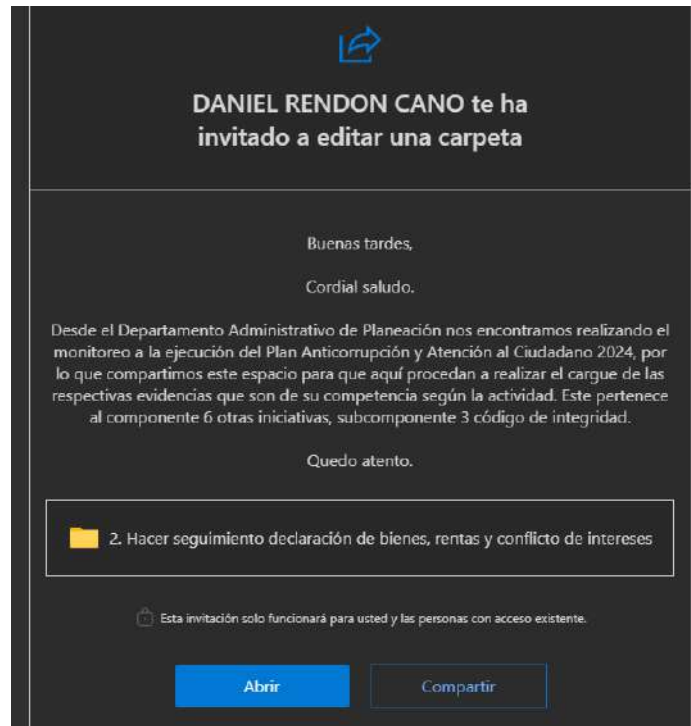 DANIEL RENDON CANO te ha
invitado a editar una carpeta
Buenas tardes,
Cordial saludo.
Desde el Departamento Administrativo de Planeación nos encontramos realizando el
monitoreo a la ejecución del Plan Anticorrupción y Atención al Ciudadano 2024, por
lo que compartimos este espacio para que aquí procedan a realizar el cargue de las
respectivas evidencias que son de su competencia según la actividad. Este pertenece
al componente 6 otras iniciativas, subcomponente 3 código de integridad.
Quedo atento.
2. Hacer seguimiento declaración de bienes, rentas y conflicto de intereses
Esta invitación solo funcionará para usted y las personas con acceso existente.
Abrir
Compartir